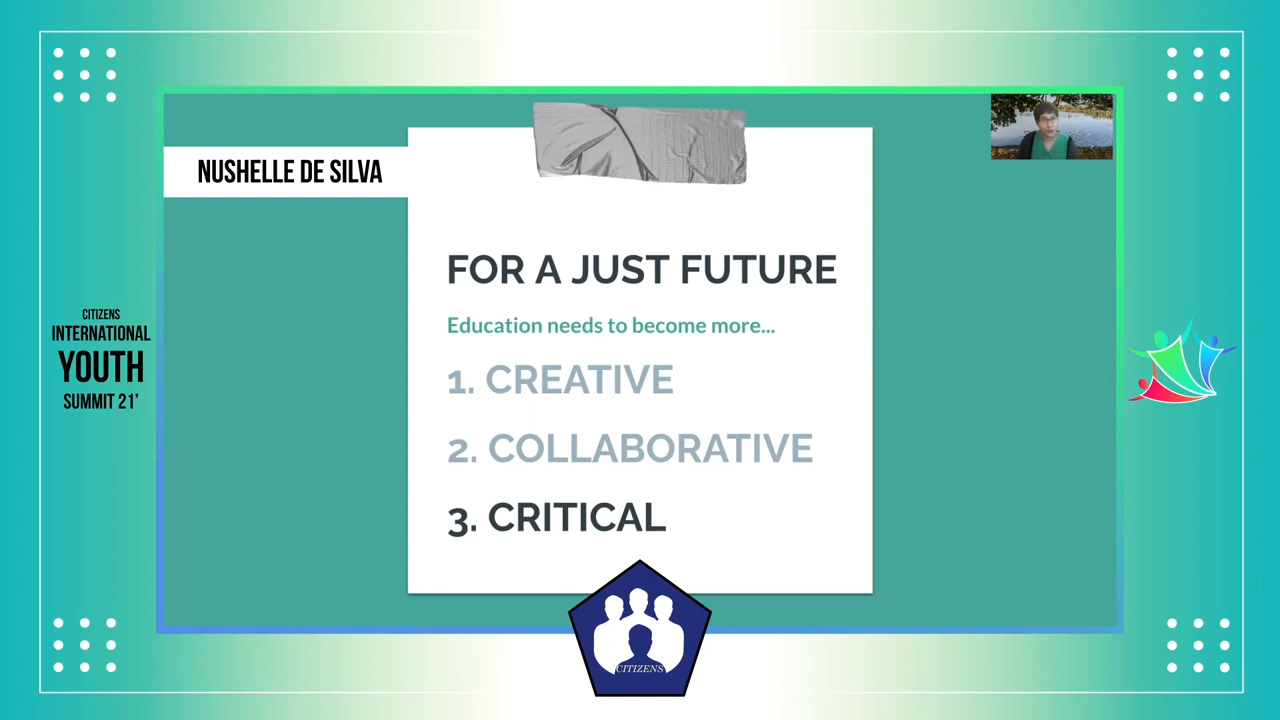 NUSHELLE DE SILVA
FOR A JUST FUTURE
Education needs to become more...
1. CREATIVE
2. COLLABORATIVE
3. CRITICAL
CITIZENS
INTERNATIONAL
YOUTH
SUMMIT 21’
CITIZENS